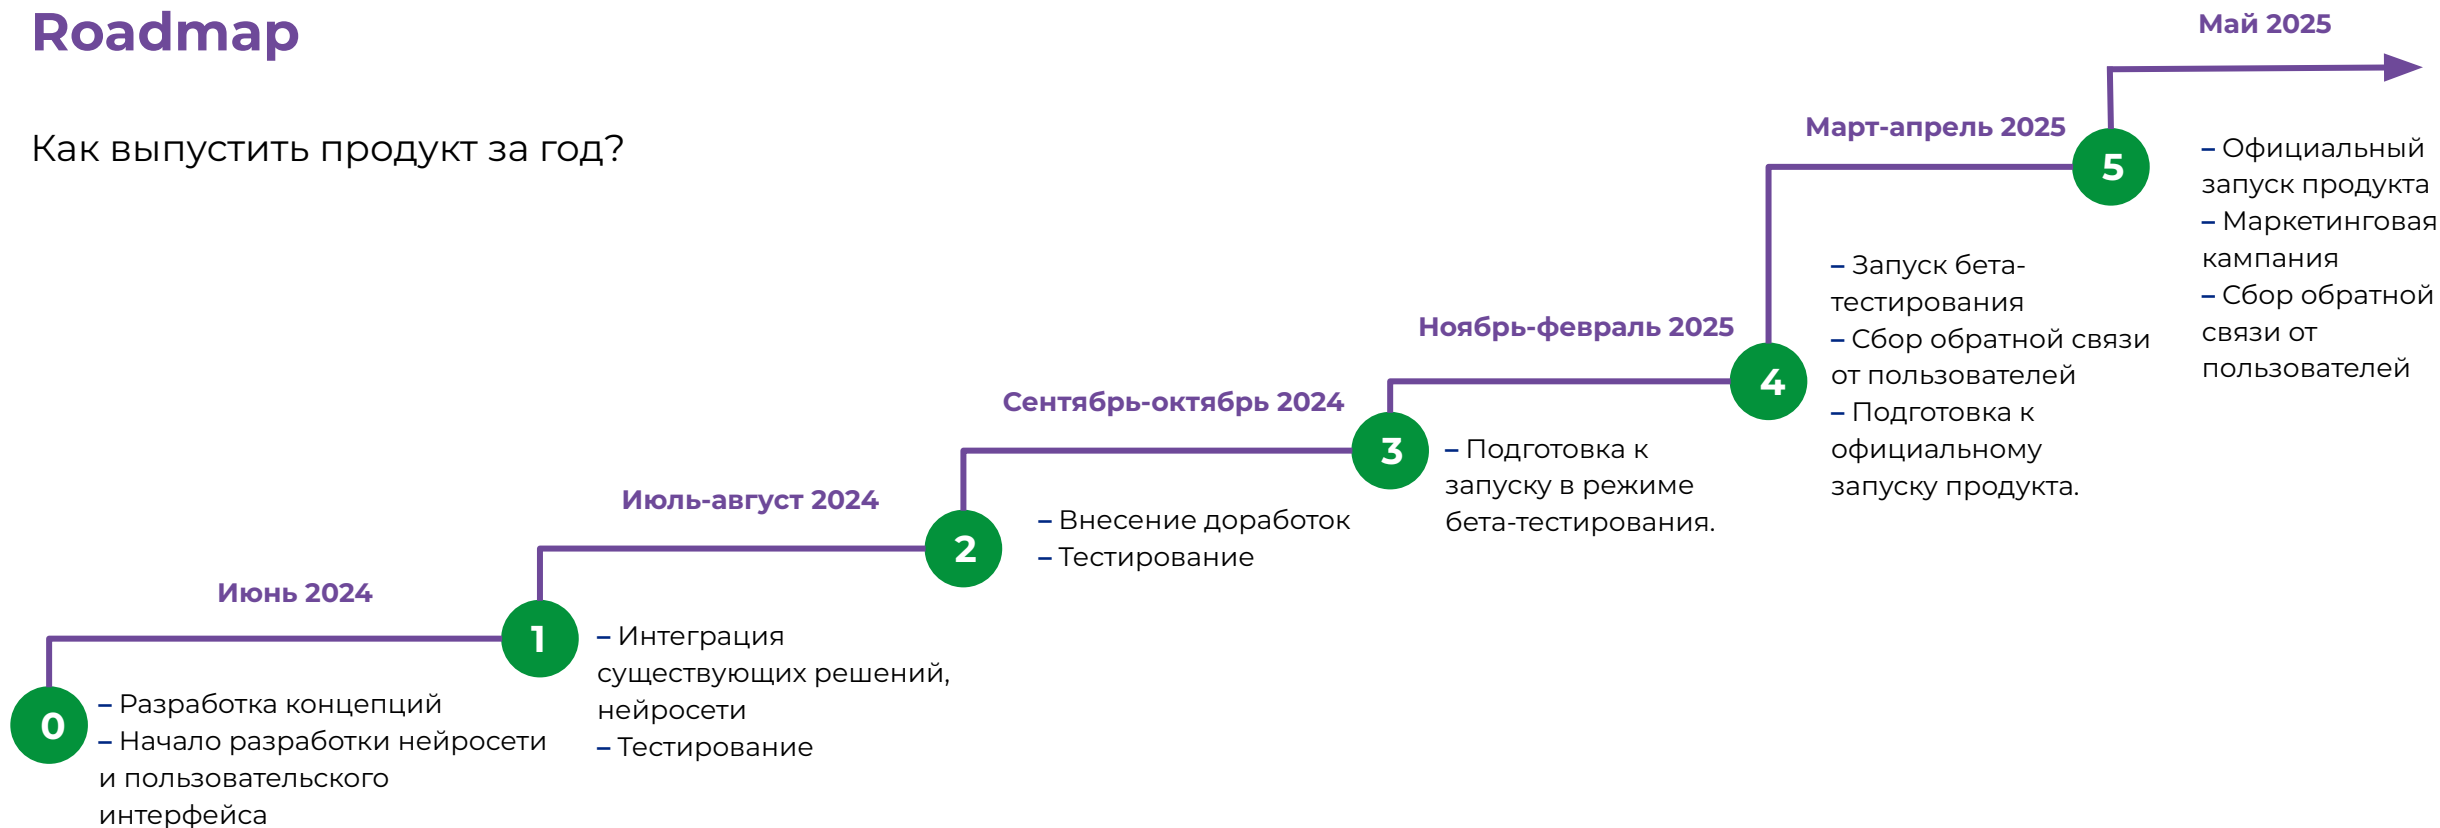 Roadmap
Как выпустить продукт за год?
Июнь 2024
0
– Разработка концепций
– Начало разработки нейросети
и пользовательского
интерфейса
Июль-август 2024
1
– Интеграция
существующих решений,
нейросети
– Тестирование
Сентябрь-октябрь 2024
2
– Внесение доработок
– Тестирование
Ноябрь-февраль 2025
3
– Подготовка к
запуску в режиме
бета-тестирования.
Март-апрель 2025
4
– Запуск бета-
тестирования
– Сбор обратной связи
от пользователей
– Подготовка к
официальному
запуску продукта.
Май 2025
5
– Официальный
запуск продукта
– Маркетинговая
кампания
– Сбор обратной
связи от
пользователей